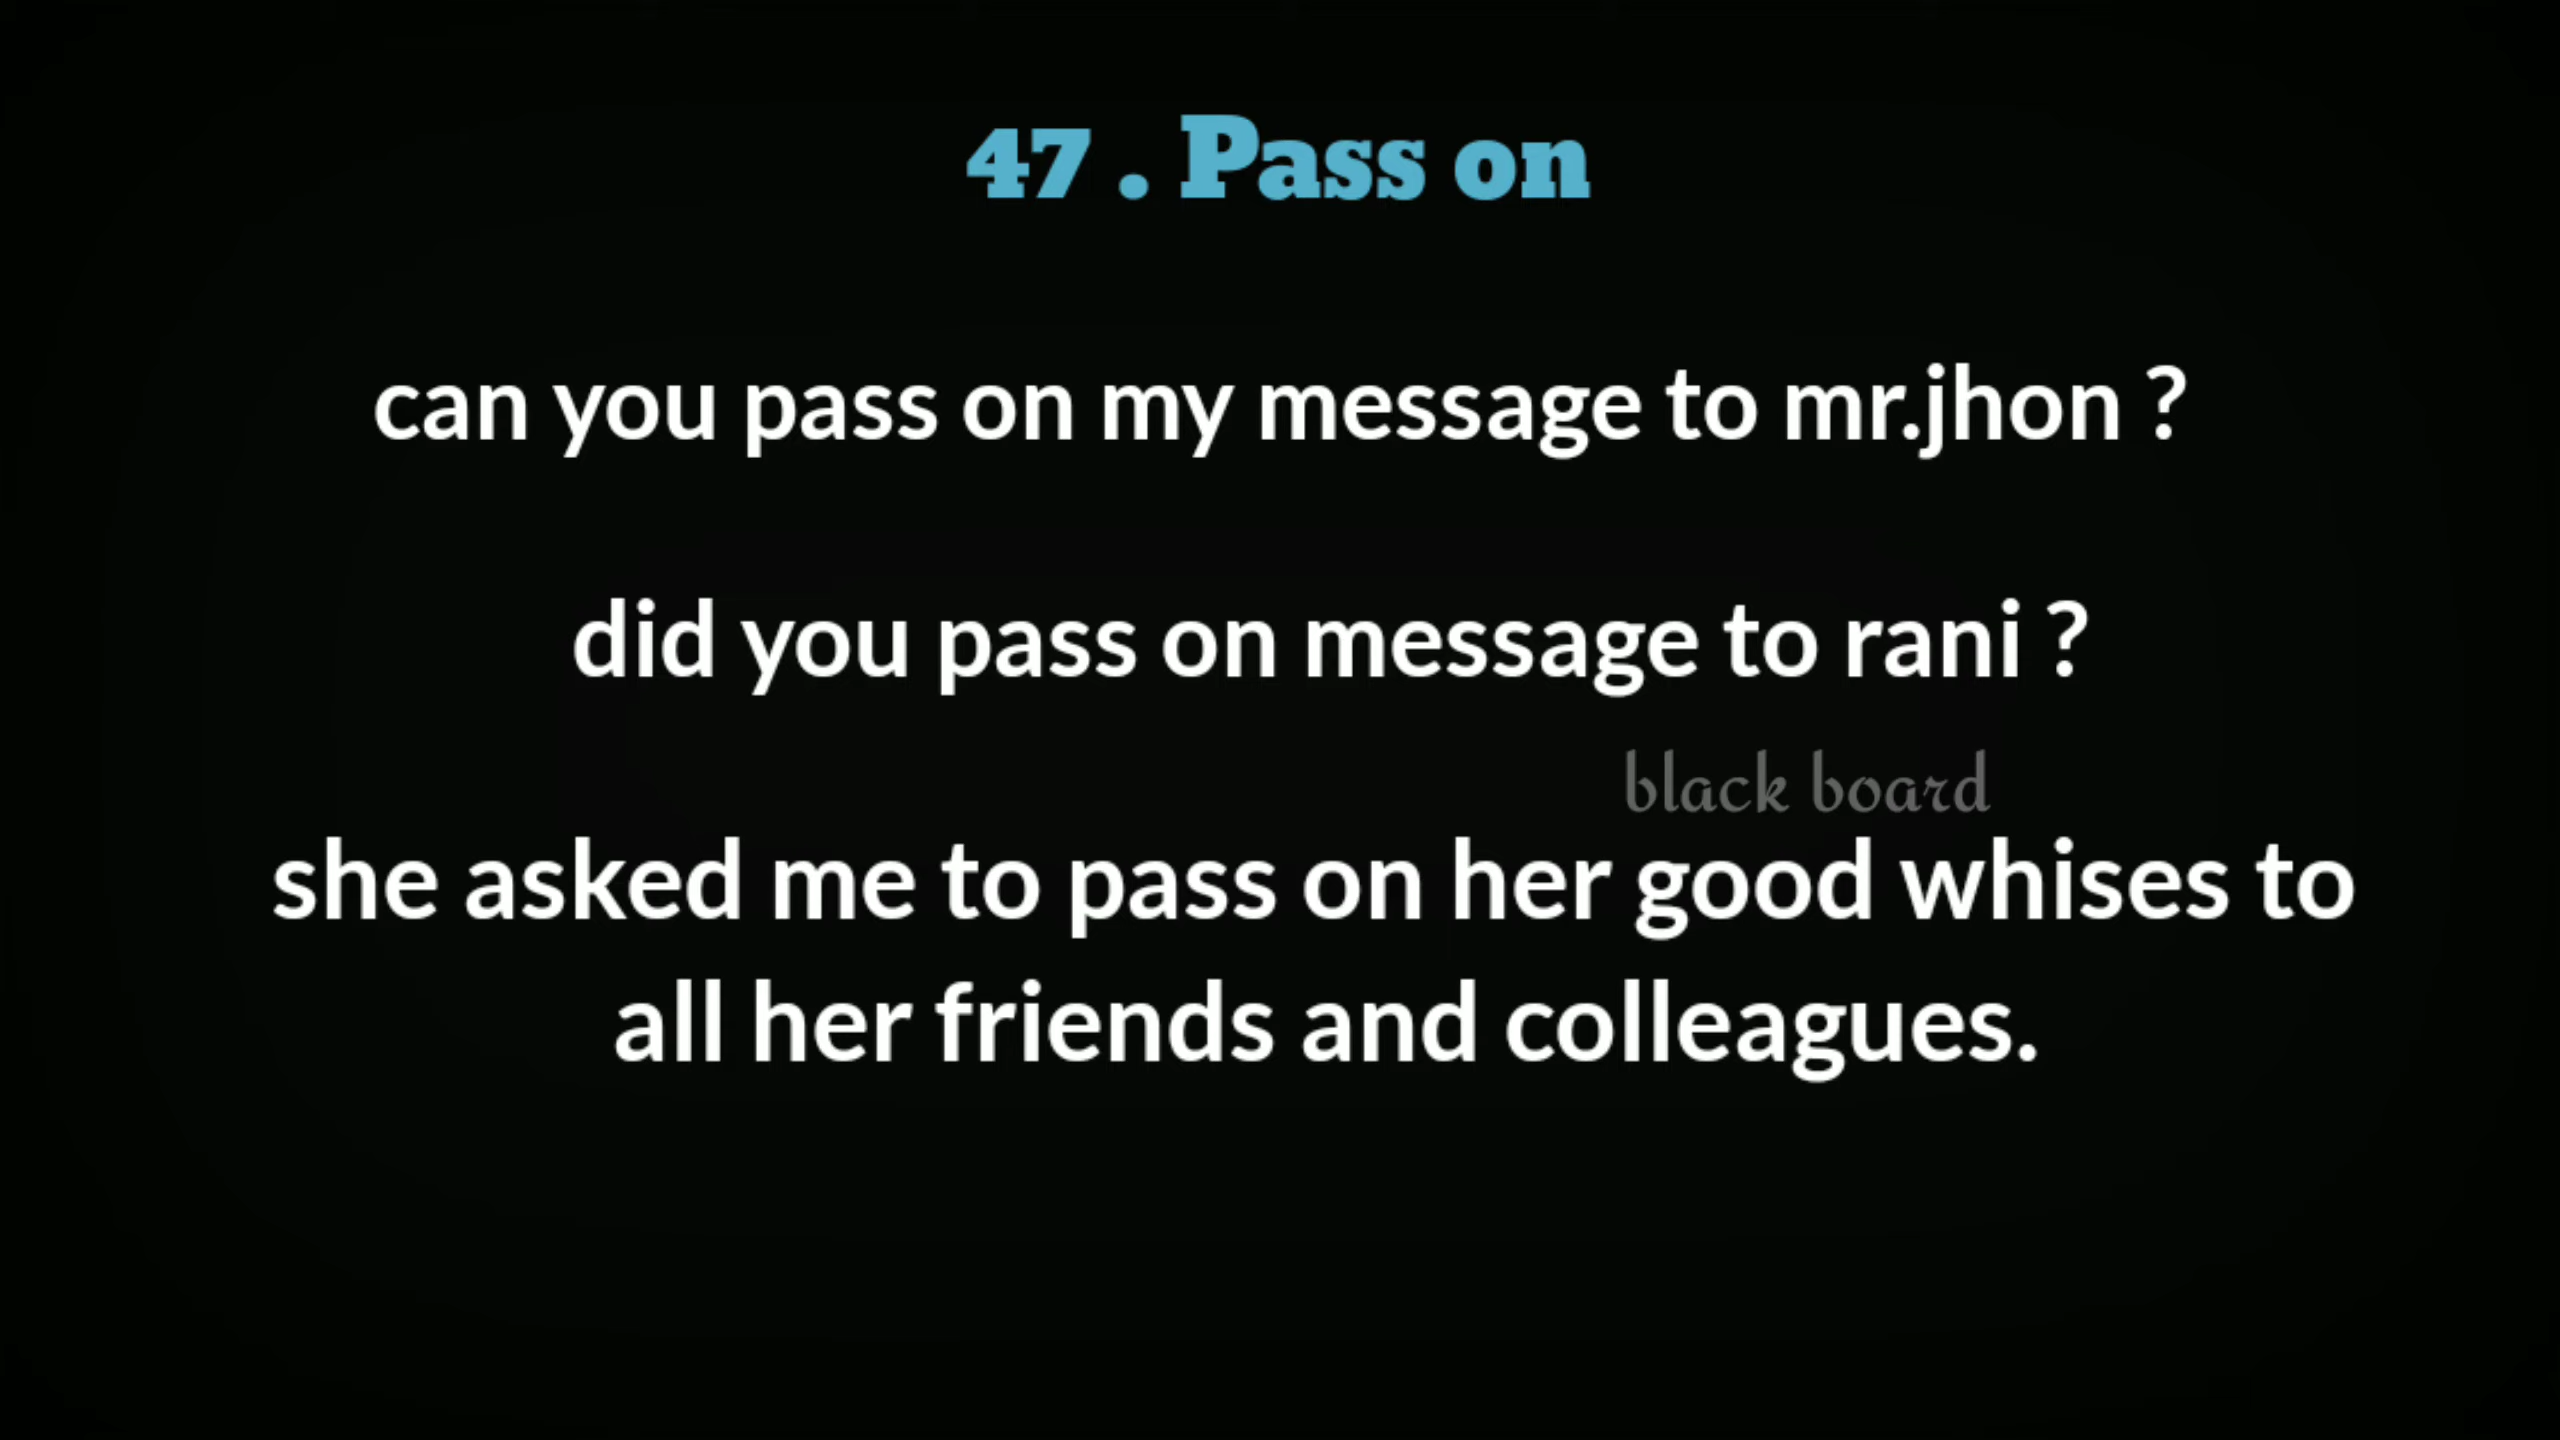 47 . Pass on
can you pass on my message to mr.jhon ?
did you pass on message to rani ?
black board
she asked me to pass on her good whises to
all her friends and colleagues.